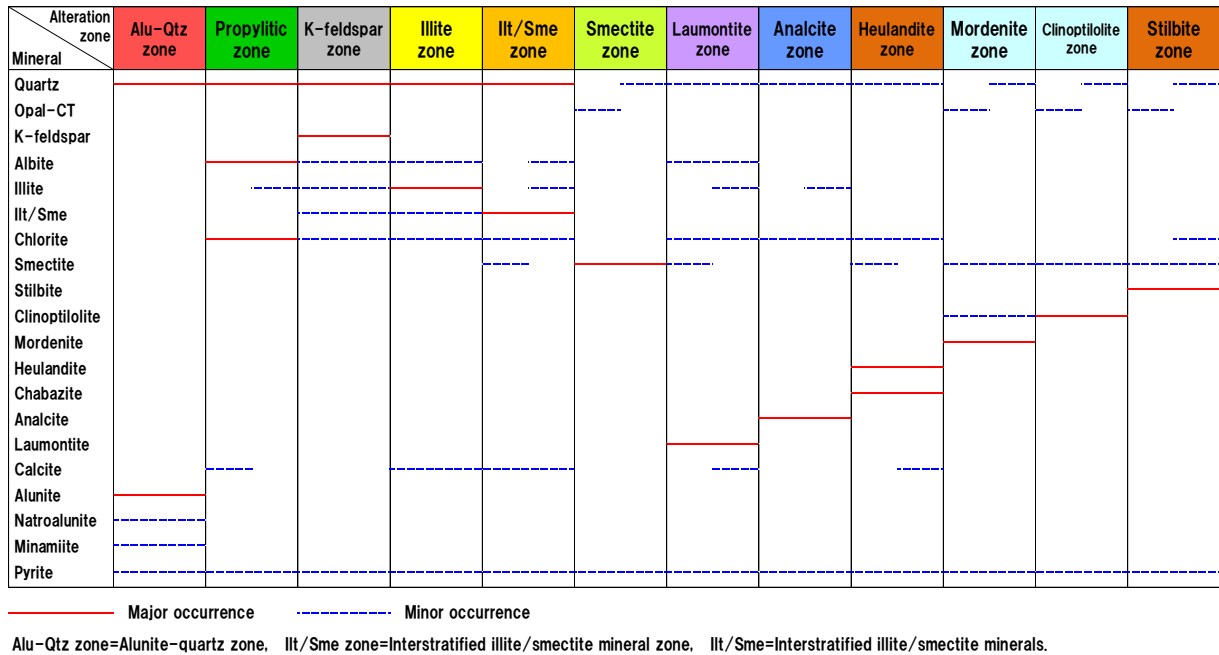 Alteration zone
Mineral
Alu-Qtz zone
Propylitic zone
K-feldspar zone
Illite zone
Ilt/Sme zone
Smectite zone
Laumontite zone
Analcite zone
Heulandite zone
Mordenite zone
Clinoptilolite zone
Stilbite zone
Quartz
Opal-CT
K-feldspar
Albite
Illite
Ilt/Sme
Chlorite
Smectite
Stilbite
Clinoptilolite
Mordenite
Heulandite
Chabazite
Analcite
Laumontite
Calcite
Alunite
Natroalunite
Minamiite
Pyrite
Major occurrence Minor occurrence
Alu-Qtz zone=Alunite-quartz zone, Ilt/Sme zone=Interstratified illite/smectite mineral zone, Ilt/Sme=Interstratified illite/smectite minerals.